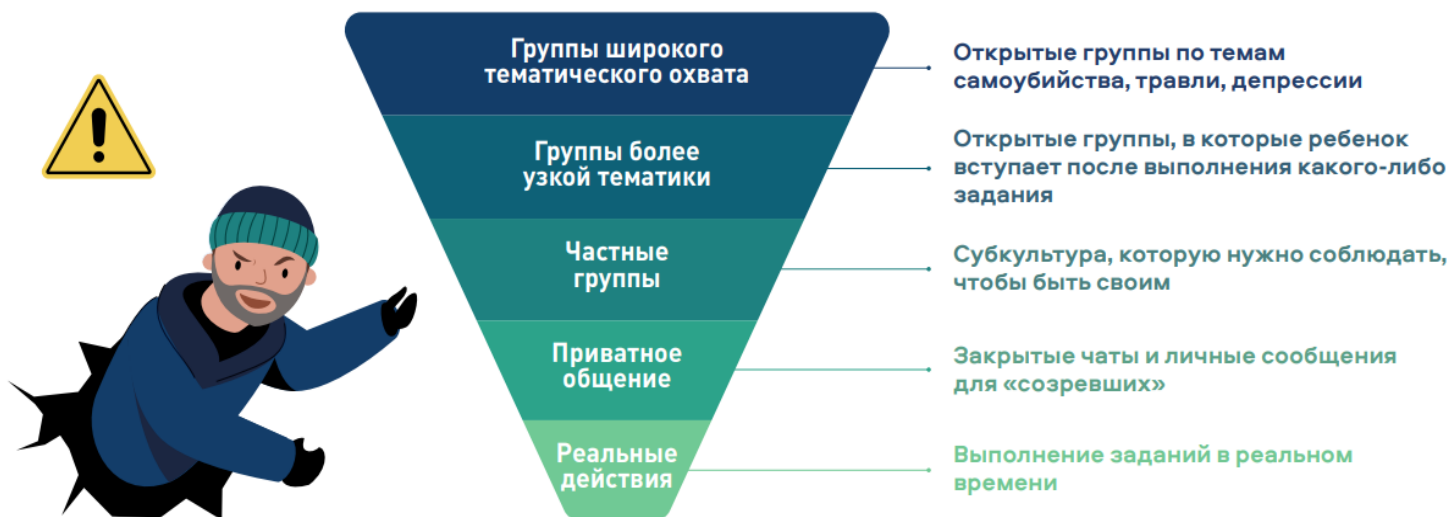 Группы широкого
тематического охвата
Открытые группы по темам
самоубийства, травли, депрессии
Группы более
узкой тематики
Открытые группы, в которые ребенок
вступает после выполнения какого-либо
задания
Частные
группы
Субкультура, которую нужно соблюдать,
чтобы быть своим
Приватное
общение
Закрытые чаты и личные сообщения
для «созревших»
Реальные
действия
Выполнение заданий в реальном
времени